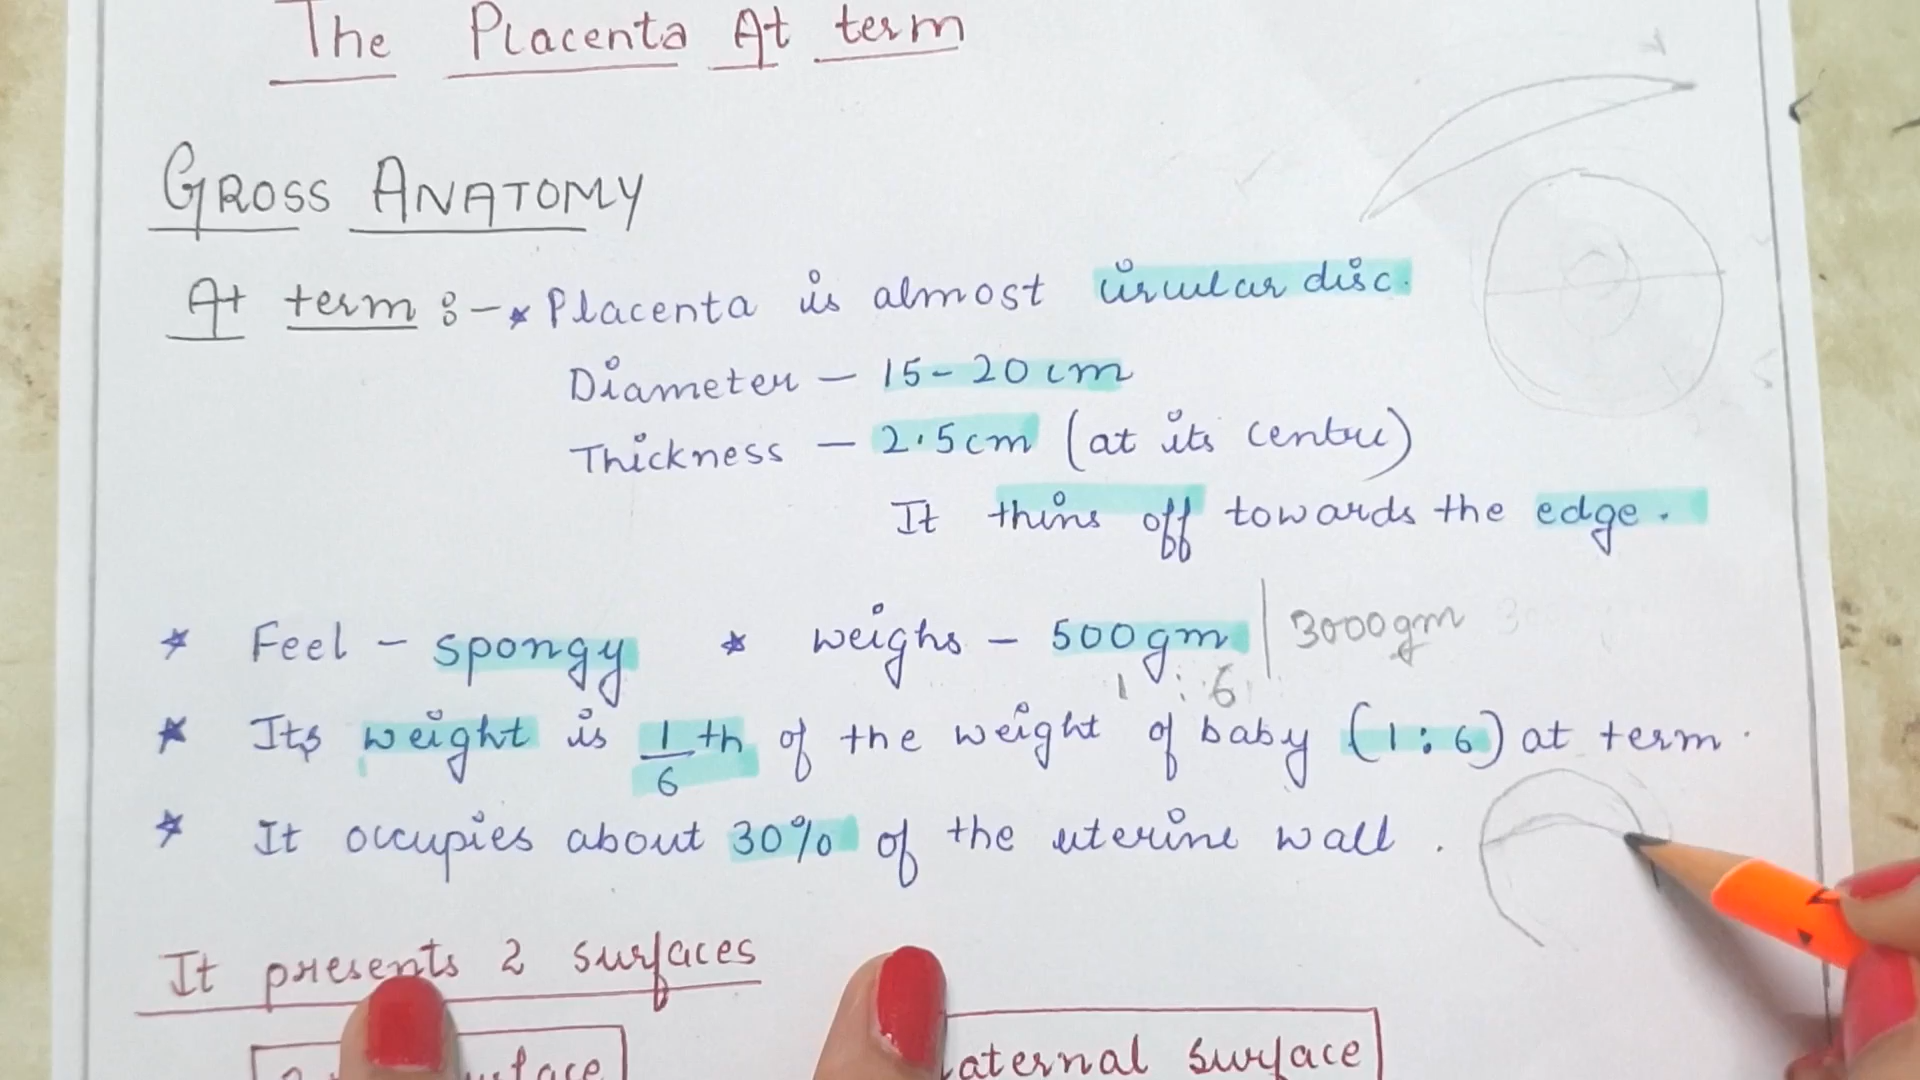 The Placenta At term
GROSS ANATOMY
At term :- * Placenta is almost circular disc.
Diameter – 15-20 cm
Thickness – 2.5cm (at its centre)
It thins off towards the edge.
* Feel - spongy * weighs – 500gm | 3000gm
1 : 6
* Its weight is 1/6 th of the weight of baby (1:6) at term.
* It occupies about 30% of the uterine wall.
It presents 2 surfaces
surface